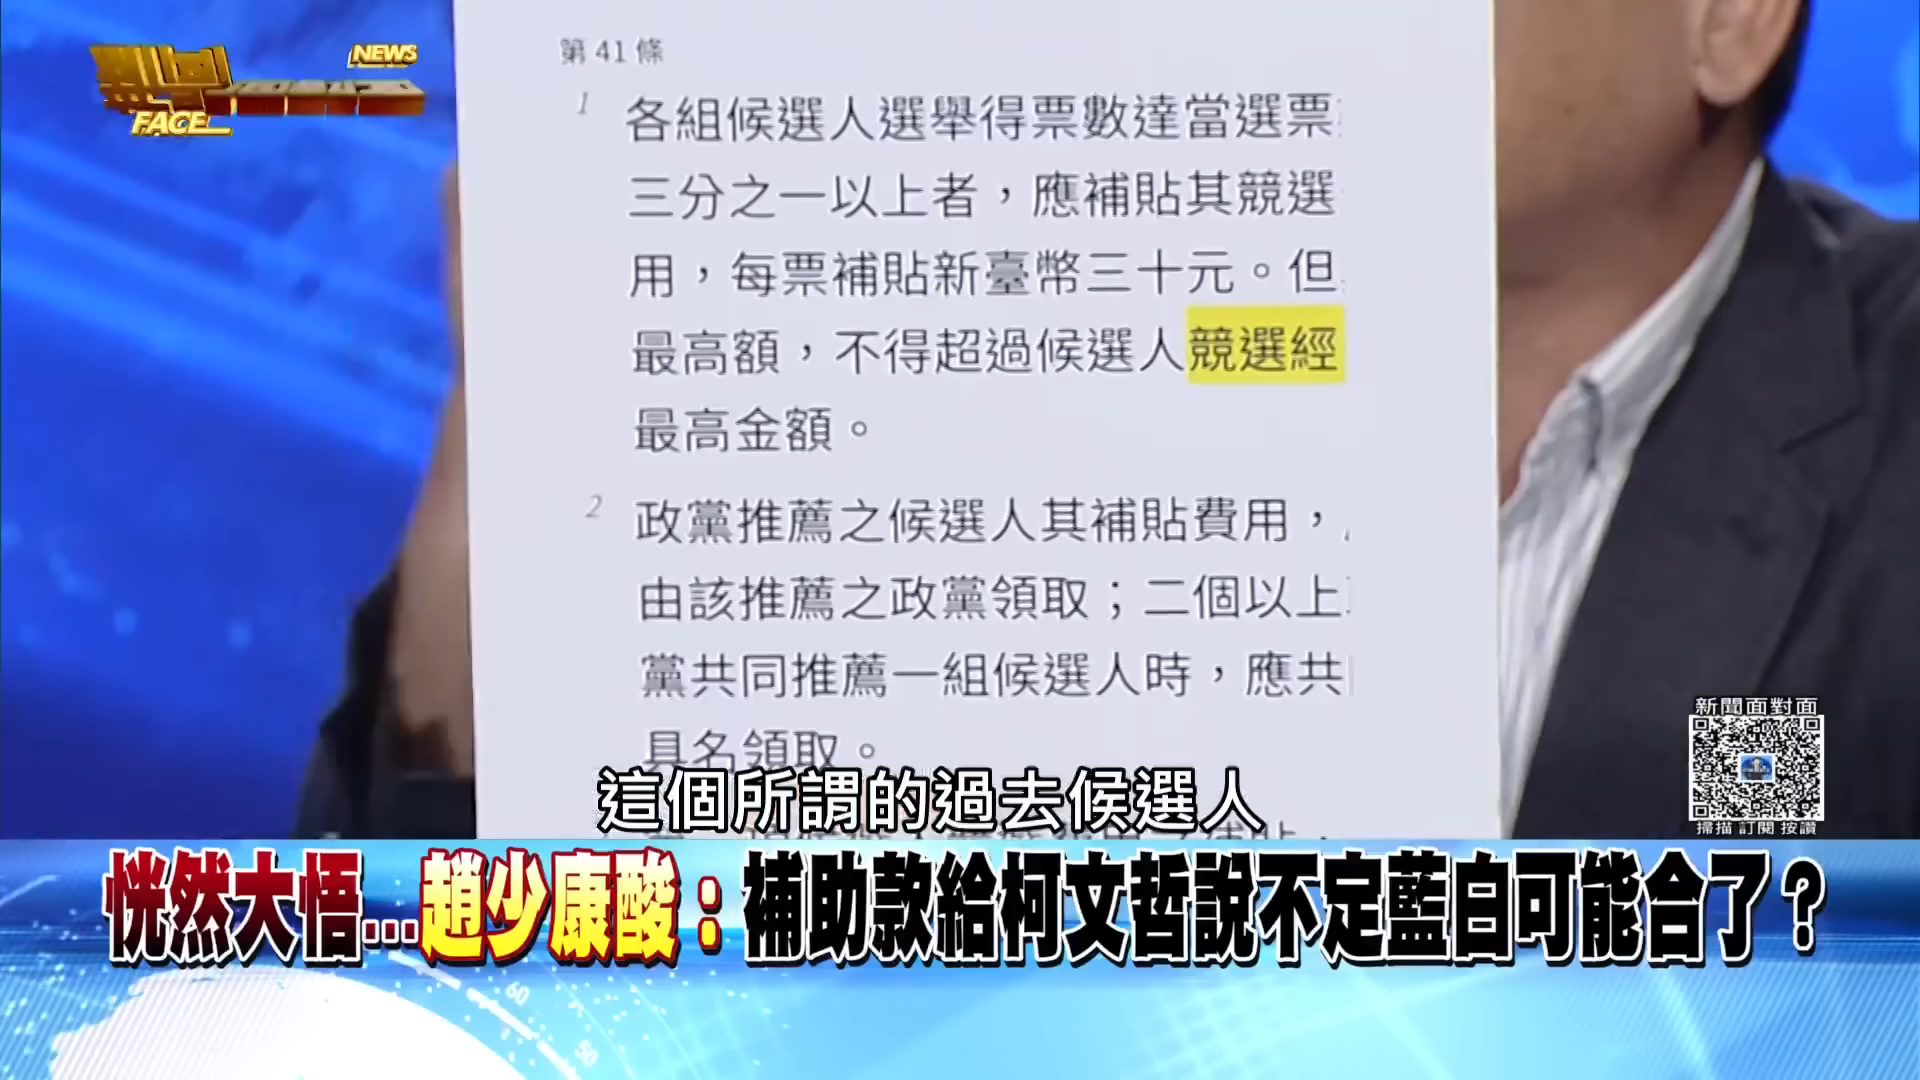 NEWS
FACE
第 41 條
1 各組候選人選舉得票數達當選票
三分之一以上者，應補貼其競選
用，每票補貼新臺幣三十元。但
最高額，不得超過候選人競選經
最高金額。
2 政黨推薦之候選人其補貼費用，
由該推薦之政黨領取；二個以上
黨共同推薦一組候選人時，應共
具名領取。
這個所謂的過去候選人
新聞面對面
掃描 訂閱 按讚
恍然大悟...趙少康酸：補助款給柯文哲說不定藍白可能合了？
60
50